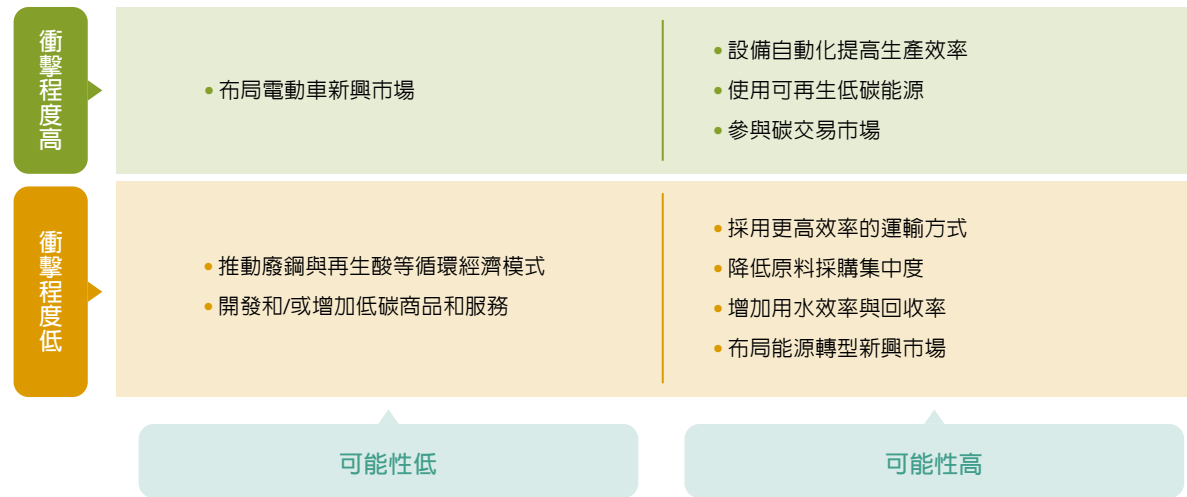 衝擊程度高
• 布局電動車新興市場
• 設備自動化提高生產效率
• 使用可再生低碳能源
• 參與碳交易市場
衝擊程度低
• 推動廢鋼與再生酸等循環經濟模式
• 開發和/或增加低碳商品和服務
• 採用更高效率的運輸方式
• 降低原料採購集中度
• 增加用水效率與回收率
• 布局能源轉型新興市場
可能性低
可能性高